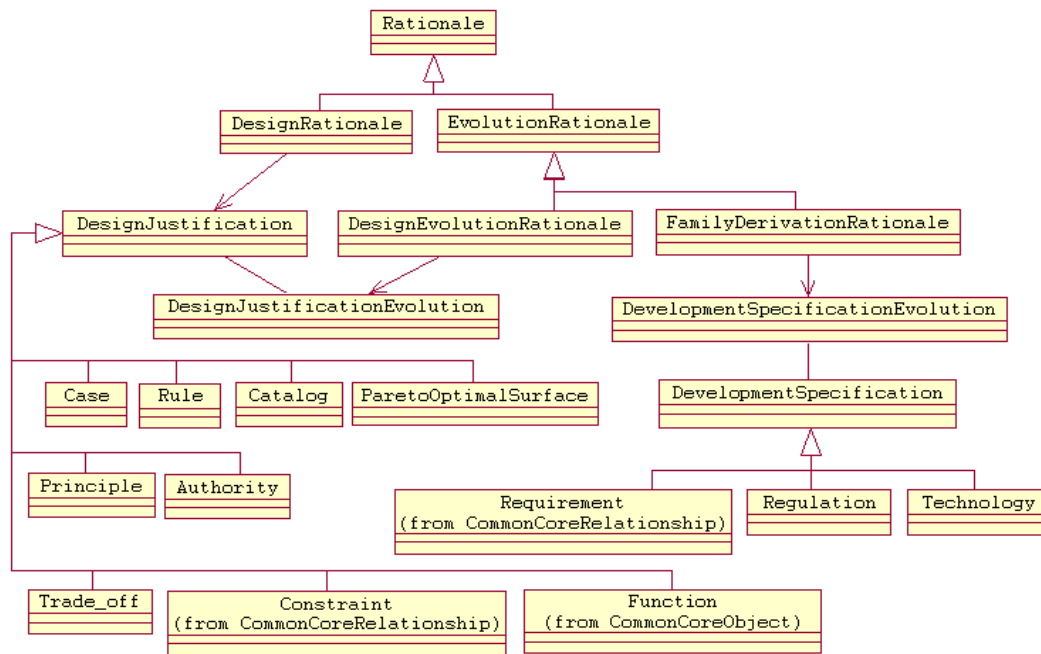 Rationale
DesignRationale
EvolutionRationale
DesignJustification
DesignEvolutionRationale
FamilyDerivationRationale
DesignJustificationEvolution
DevelopmentSpecificationEvolution
Case
Rule
Catalog
ParetoOptimalSurface
DevelopmentSpecification
Principle
Authority
Requirement
(from CommonCoreRelationship)
Regulation
Technology
Trade_off
Constraint
(from CommonCoreRelationship)
Function
(from CommonCoreObject)